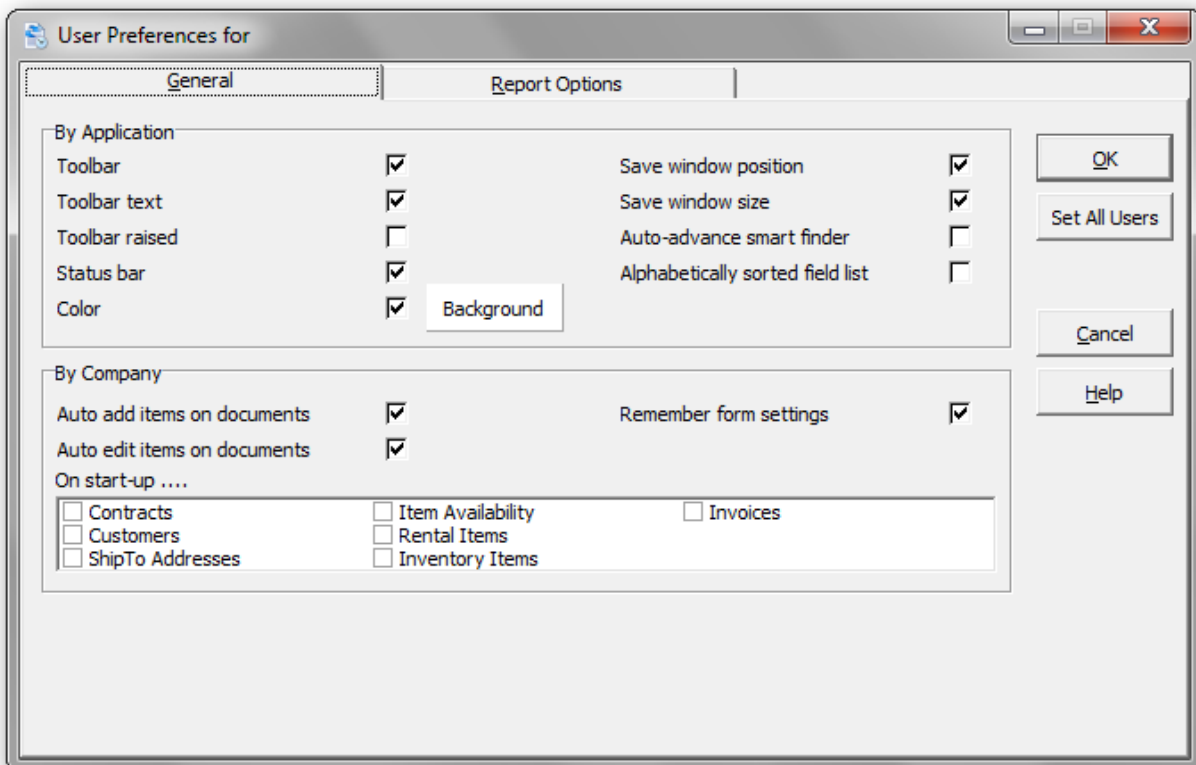 User Preferences for
General Report Options
By Application
Toolbar Save window position
Toolbar text Save window size
Toolbar raised Auto-advance smart finder
Status bar Alphabetically sorted field list
Color Background
By Company
Auto add items on documents Remember form settings
Auto edit items on documents
On start-up ....
Contracts Item Availability Invoices
Customers Rental Items
ShipTo Addresses Inventory Items
OK
Set All Users
Cancel
Help